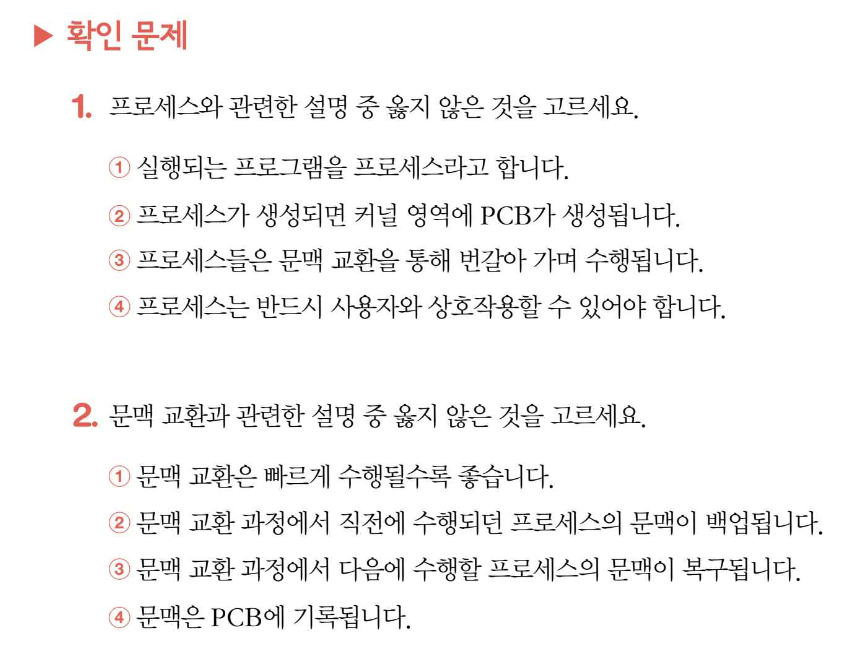 ▶ 확인 문제
1. 프로세스와 관련한 설명 중 옳지 않은 것을 고르세요.
① 실행되는 프로그램을 프로세스라고 합니다.
② 프로세스가 생성되면 커널 영역에 PCB가 생성됩니다.
③ 프로세스들은 문맥 교환을 통해 번갈아 가며 수행됩니다.
④ 프로세스는 반드시 사용자와 상호작용할 수 있어야 합니다.
2. 문맥 교환과 관련한 설명 중 옳지 않은 것을 고르세요.
① 문맥 교환은 빠르게 수행될수록 좋습니다.
② 문맥 교환 과정에서 직전에 수행되던 프로세스의 문맥이 백업됩니다.
③ 문맥 교환 과정에서 다음에 수행할 프로세스의 문맥이 복구됩니다.
④ 문맥은 PCB에 기록됩니다.